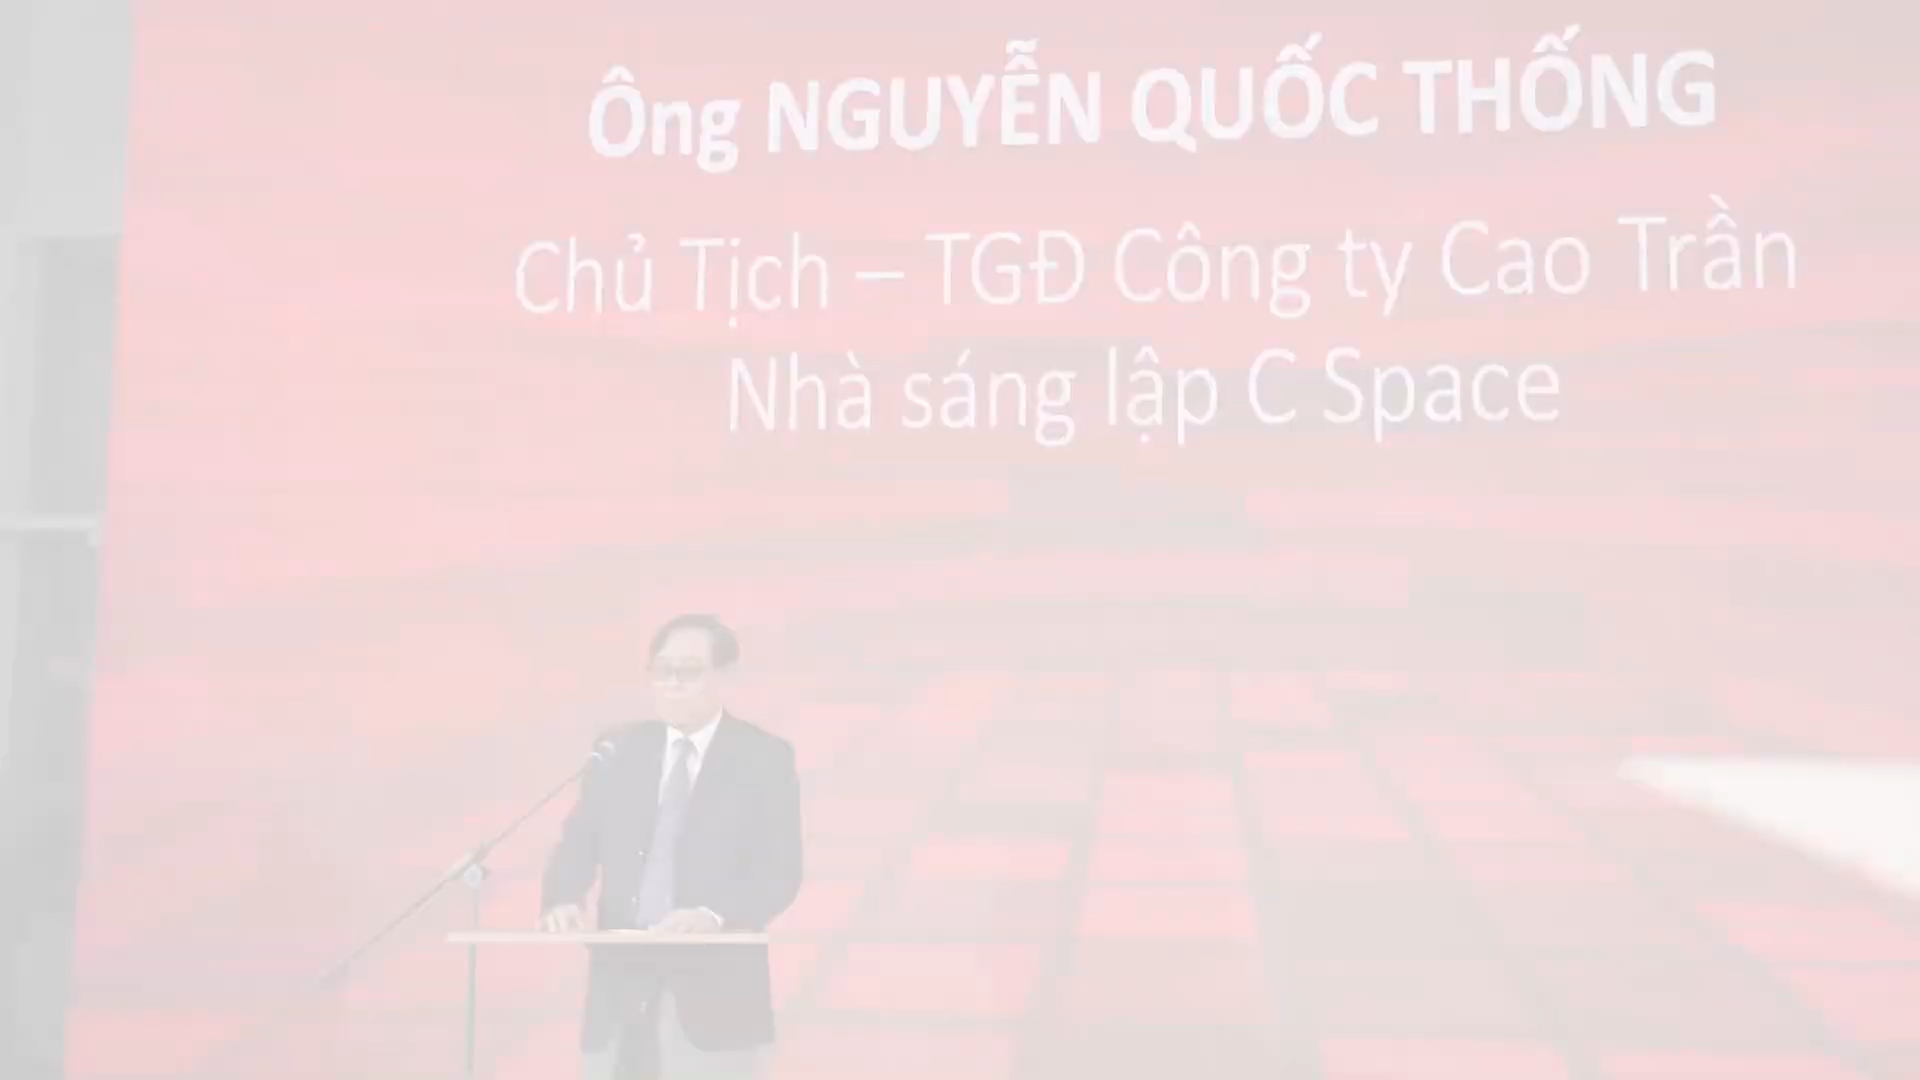 Ông NGUYỄN QUỐC THỐNG
Chủ Tịch – TGĐ Công ty Cao Trần
Nhà sáng lập C Space